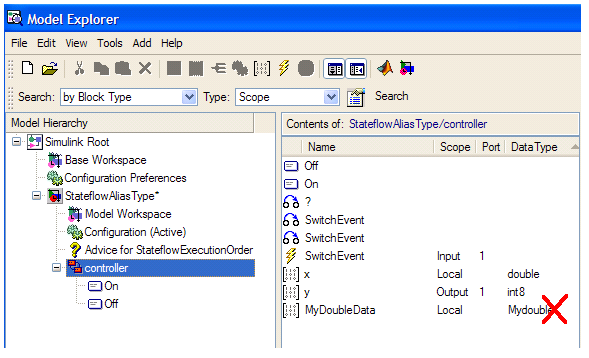 Model Explorer
File Edit View Tools Add Help
Search: by Block Type Type: Scope Search
Model Hierarchy
Simulink Root
Base Workspace
Configuration Preferences
StateflowAliasType*
Model Workspace
Configuration (Active)
Advice for StateflowExecutionOrder
controller
On
Off
Contents of: StateflowAliasType/controller
Name Scope Port DataType
Off
On
?
SwitchEvent
SwitchEvent
SwitchEvent Input 1
x Local double
y Output 1 int8
MyDoubleData Local Mydouble